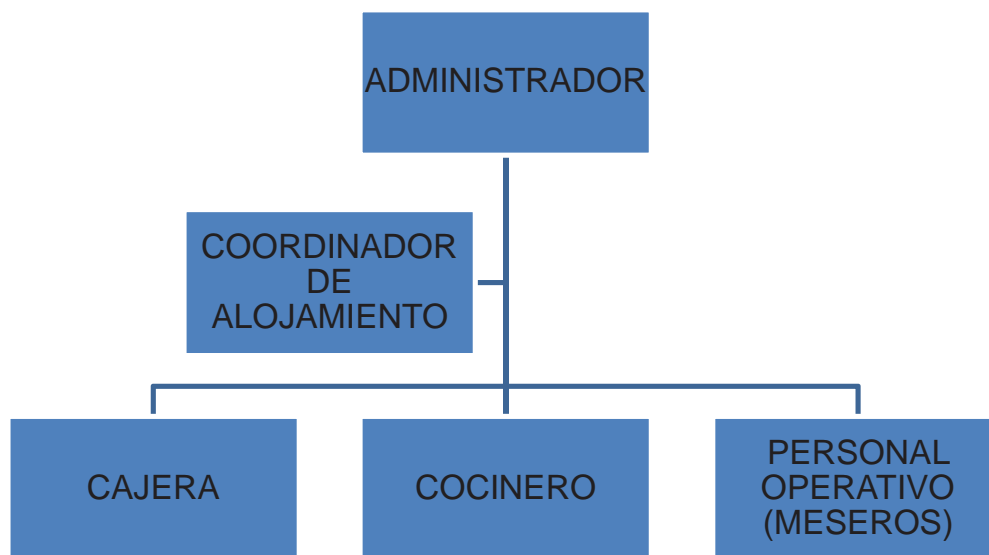 ADMINISTRADOR
COORDINADOR
DE
ALOJAMIENTO
CAJERA
COCINERO
PERSONAL
OPERATIVO
(MESEROS)